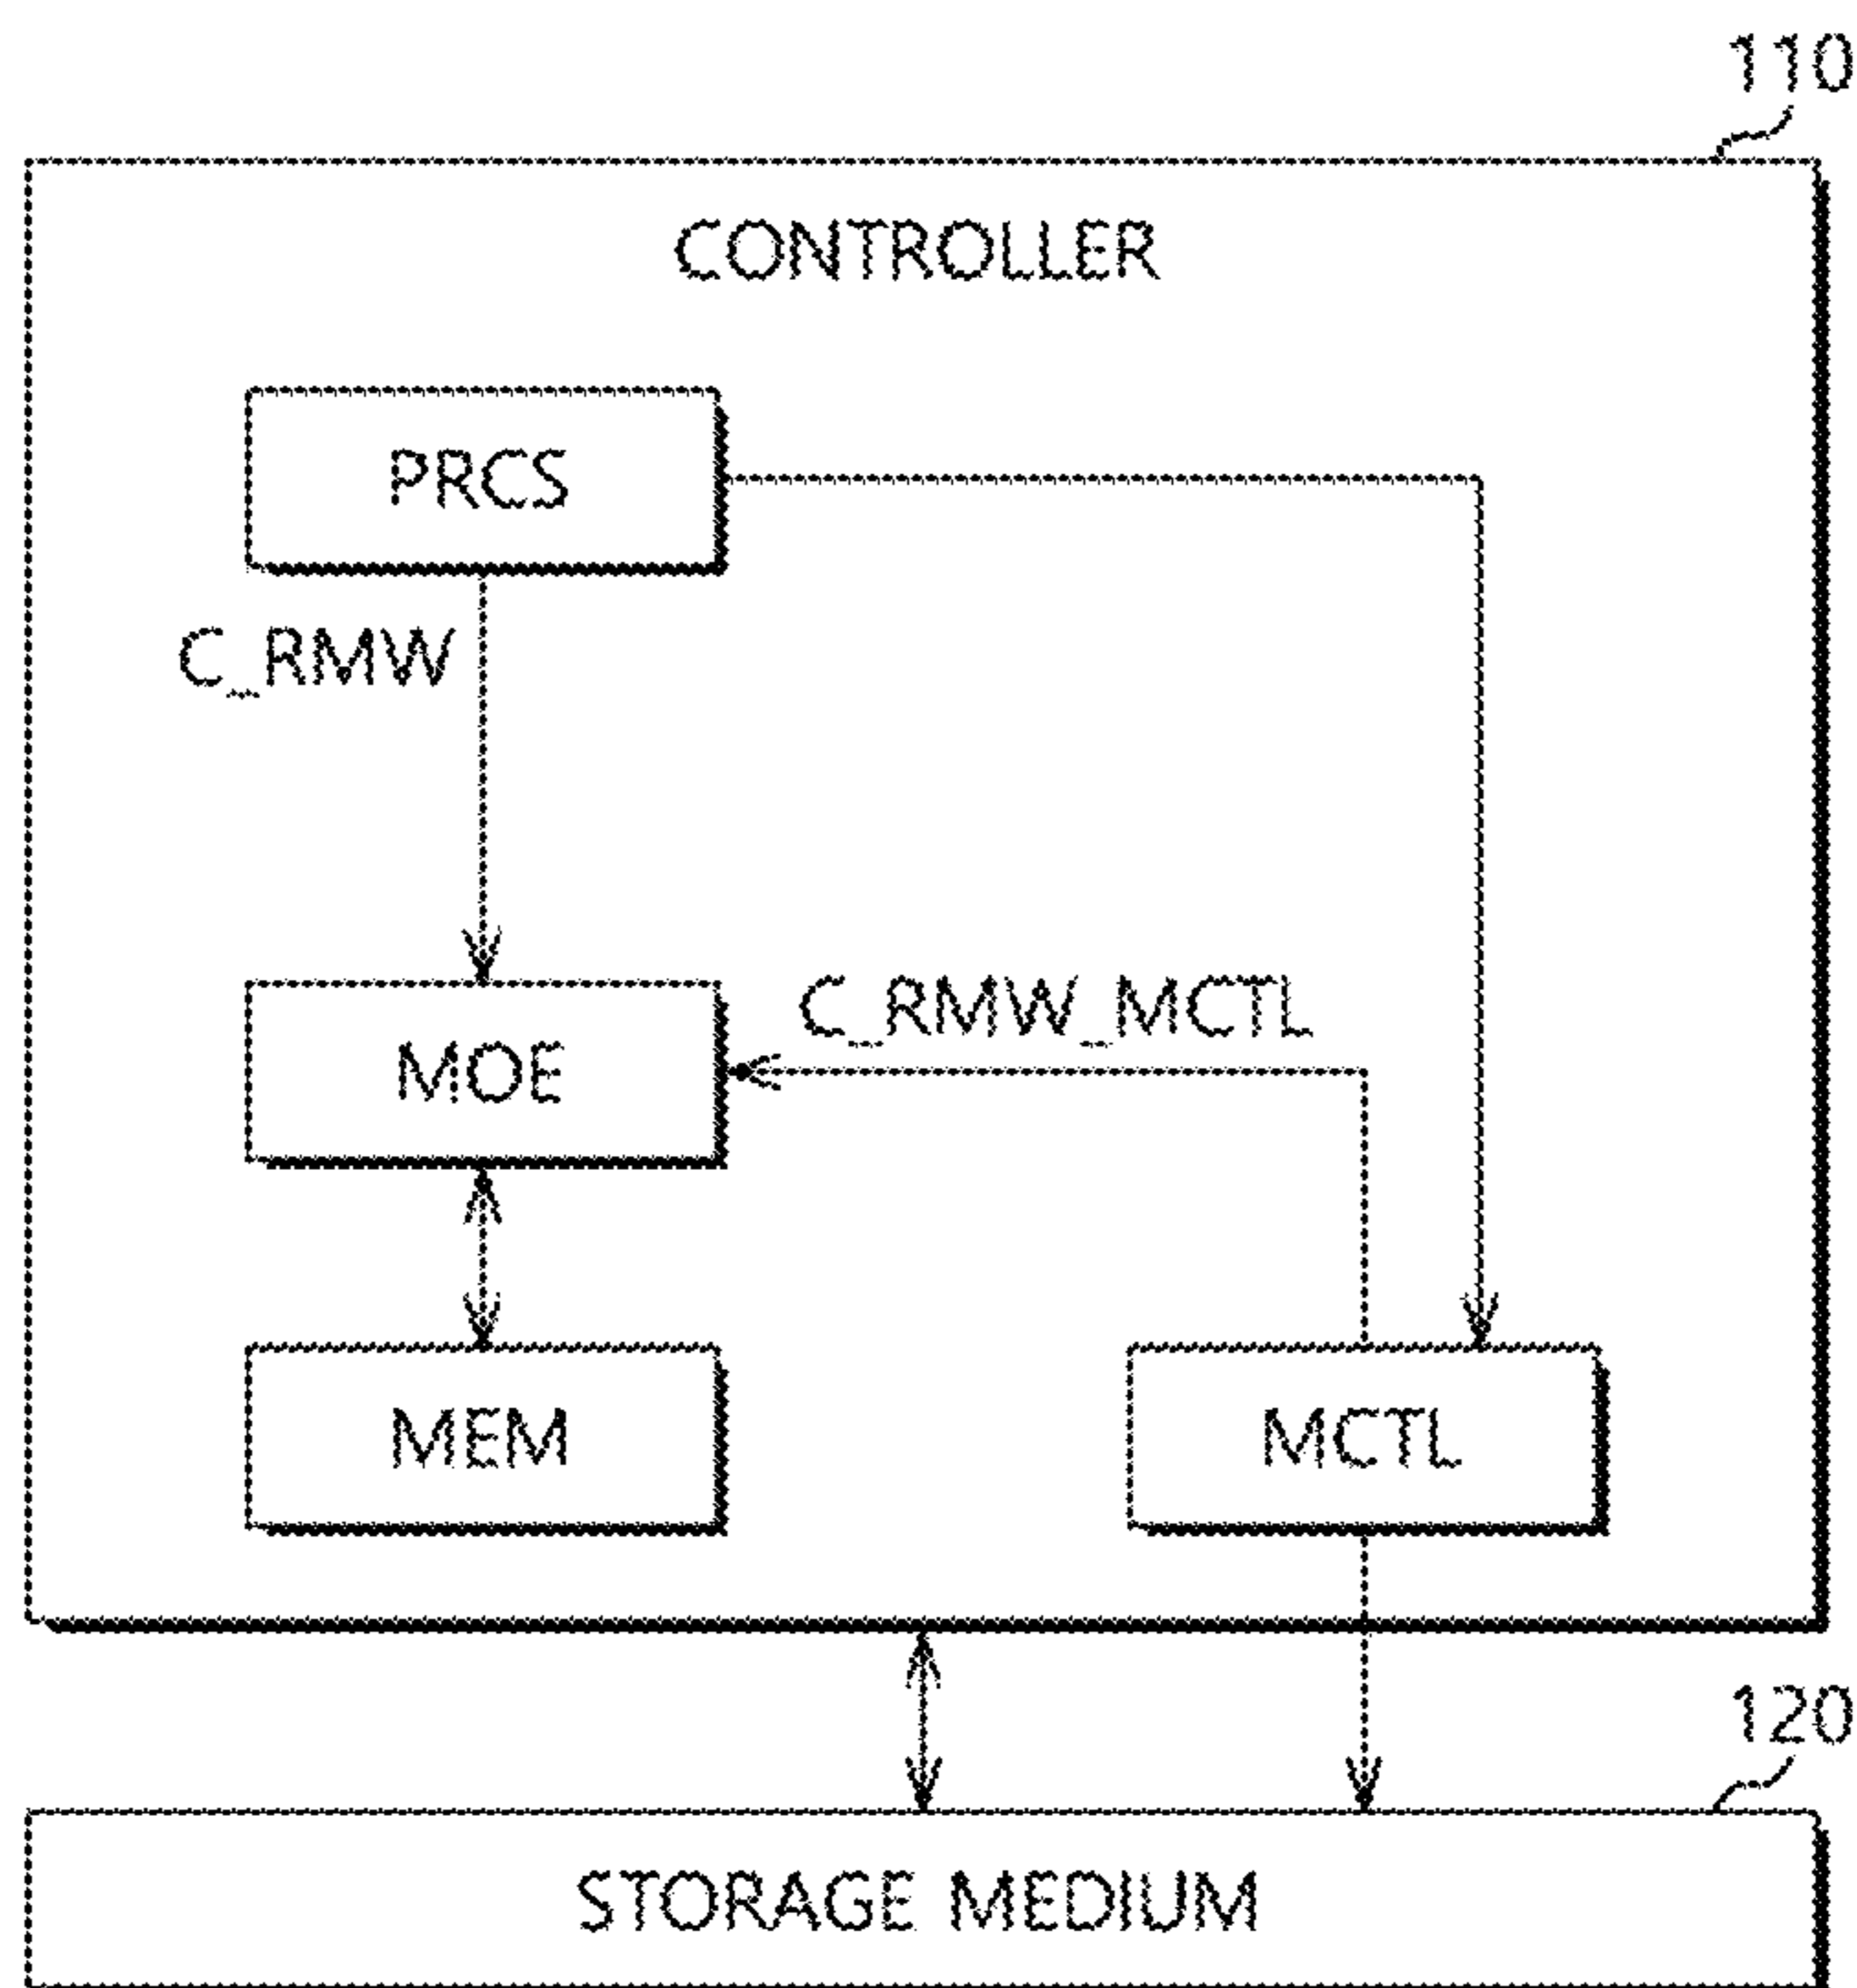 110
CONTROLLER
PRCS
C_RMW
C_RMW_MCTL
MOE
MEM
MCTL
120
STORAGE MEDIUM